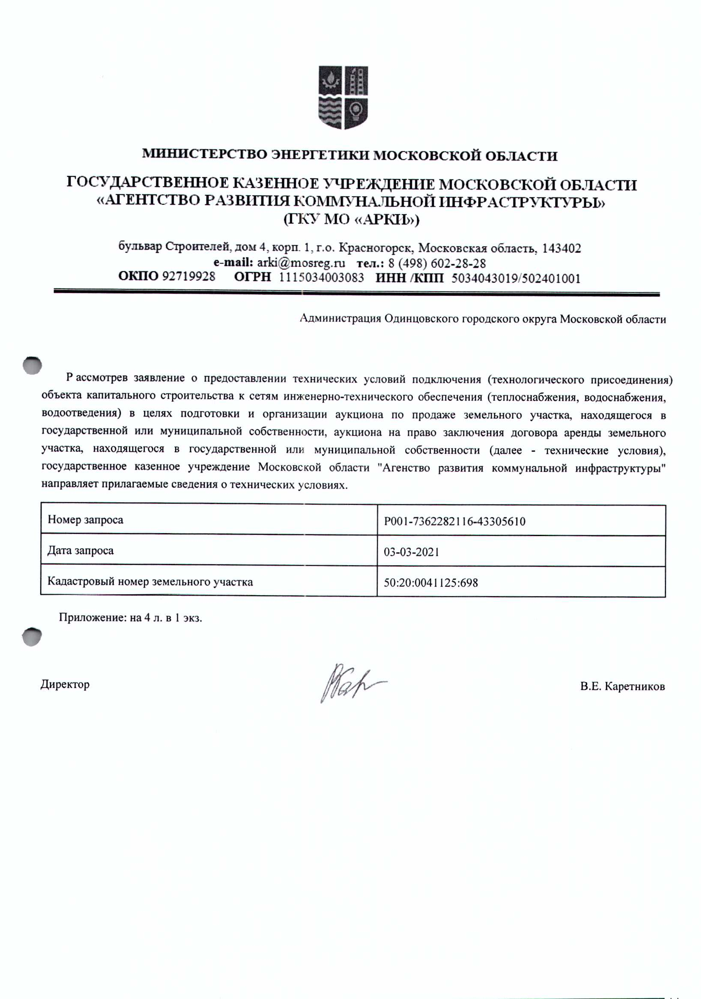 МИНИСТЕРСТВО ЭНЕРГЕТИКИ МОСКОВСКОЙ ОБЛАСТИ
ГОСУДАРСТВЕННОЕ КАЗЕННОЕ УЧРЕЖДЕНИЕ МОСКОВСКОЙ ОБЛАСТИ
«АГЕНТСТВО РАЗВИТИЯ КОММУНАЛЬНОЙ ИНФРАСТРУКТУРЫ»
(ГКУ МО «АРКИ»)
бульвар Строителей, дом 4, корп. 1, г.о. Красногорск, Московская область, 143402
e-mail: arki@mosreg.ru тел.: 8 (498) 602-28-28
ОКПО 92719928 ОГРН 1115034003083 ИНН /КПП 5034043019/502401001
Администрация Одинцовского городского округа Московской области
Р ассмотрев заявление о предоставлении технических условий подключения (технологического присоединения)
объекта капитального строительства к сетям инженерно-технического обеспечения (теплоснабжения, водоснабжения,
водоотведения) в целях подготовки и организации аукциона по продаже земельного участка, находящегося в
государственной или муниципальной собственности, аукциона на право заключения договора аренды земельного
участка, находящегося в государственной или муниципальной собственности (далее - технические условия),
государственное казенное учреждение Московской области "Агенство развития коммунальной инфраструктуры"
направляет прилагаемые сведения о технических условиях.
Номер запроса P001-7362282116-43305610
Дата запроса 03-03-2021
Кадастровый номер земельного участка 50:20:0041125:698
Приложение: на 4 л. в 1 экз.
Директор В.Е. Каретников